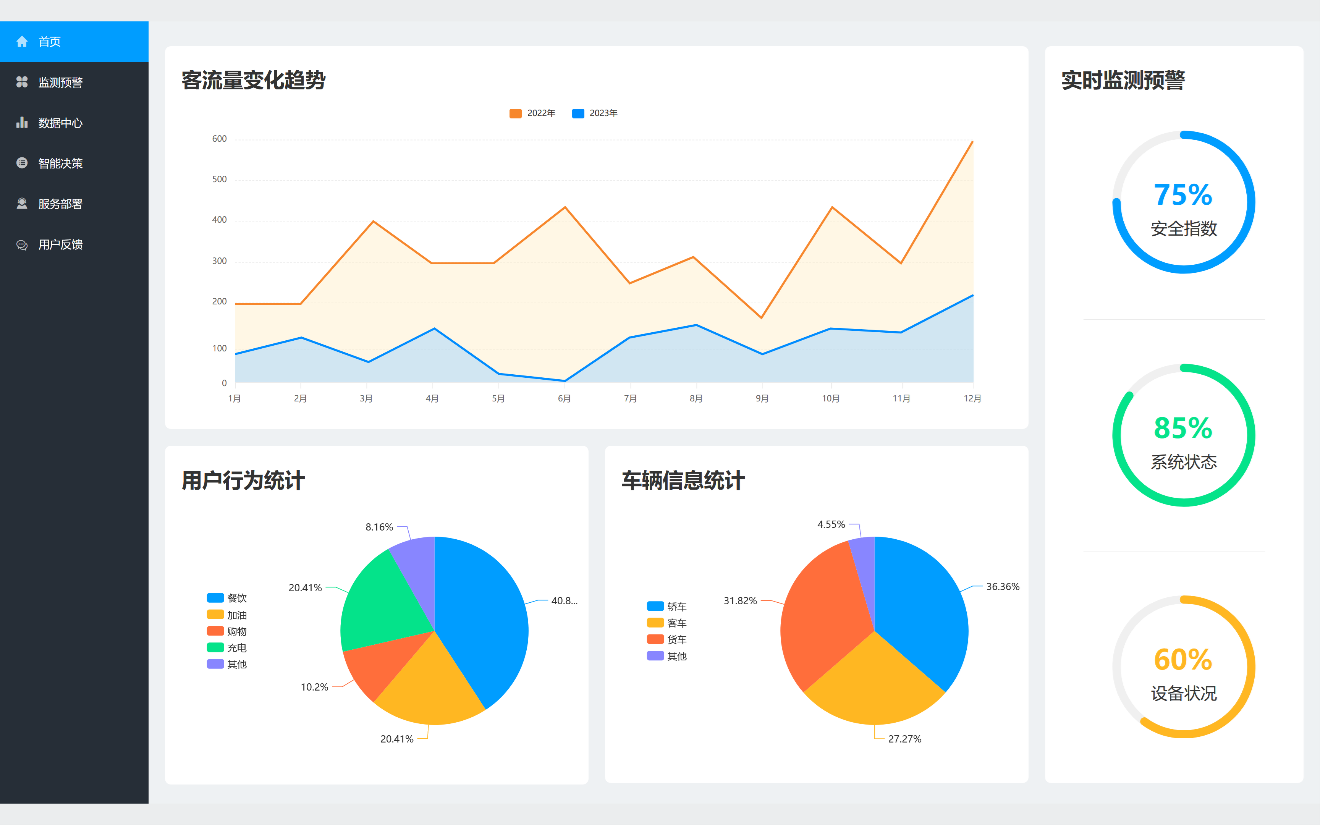 首页
监测预警
数据中心
智能决策
服务部署
用户反馈
客流量变化趋势
2022年 2023年
600
500
400
300
200
100
0
1月 2月 3月 4月 5月 6月 7月 8月 9月 10月 11月 12月
用户行为统计
餐饮
加油
购物
充电
其他
8.16%
20.41%
40.8...
10.2%
20.41%
车辆信息统计
轿车
客车
货车
其他
4.55%
36.36%
31.82%
27.27%
实时监测预警
75%
安全指数
85%
系统状态
60%
设备状况